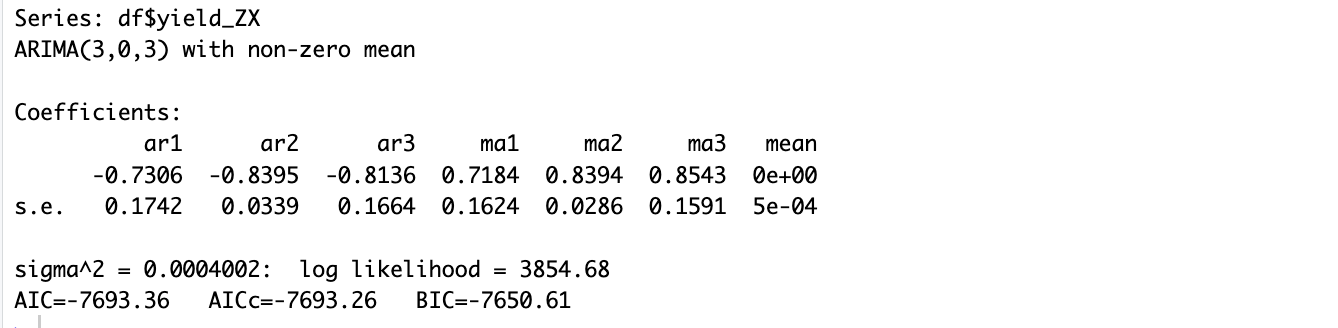 Series: df$yield_ZX
ARIMA(3,0,3) with non-zero mean
Coefficients:
ar1 ar2 ar3 ma1 ma2 ma3 mean
-0.7306 -0.8395 -0.8136 0.7184 0.8394 0.8543 0e+00
s.e. 0.1742 0.0339 0.1664 0.1624 0.0286 0.1591 5e-04
sigma^2 = 0.0004002: log likelihood = 3854.68
AIC=-7693.36 AICc=-7693.26 BIC=-7650.61